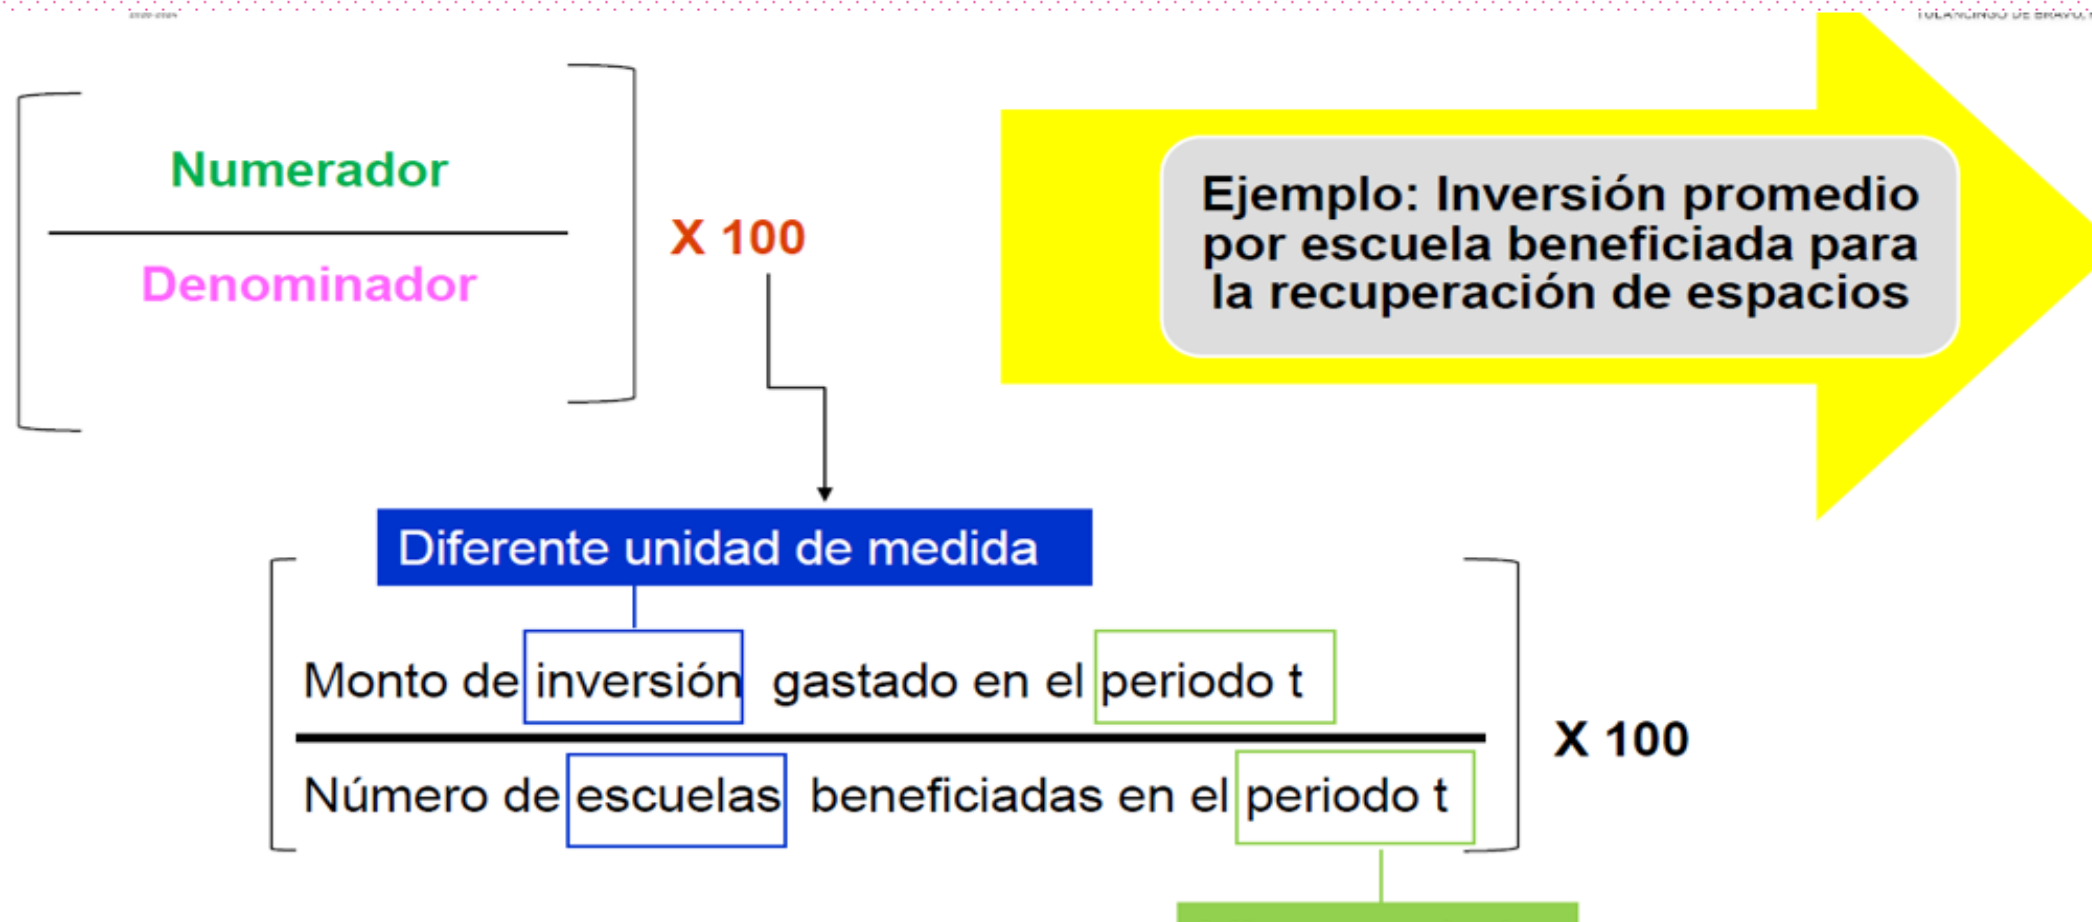 Numerador
Denominador
X 100
Ejemplo: Inversión promedio
por escuela beneficiada para
la recuperación de espacios
Diferente unidad de medida
Monto de inversión gastado en el periodo t
Número de escuelas beneficiadas en el periodo t
X 100